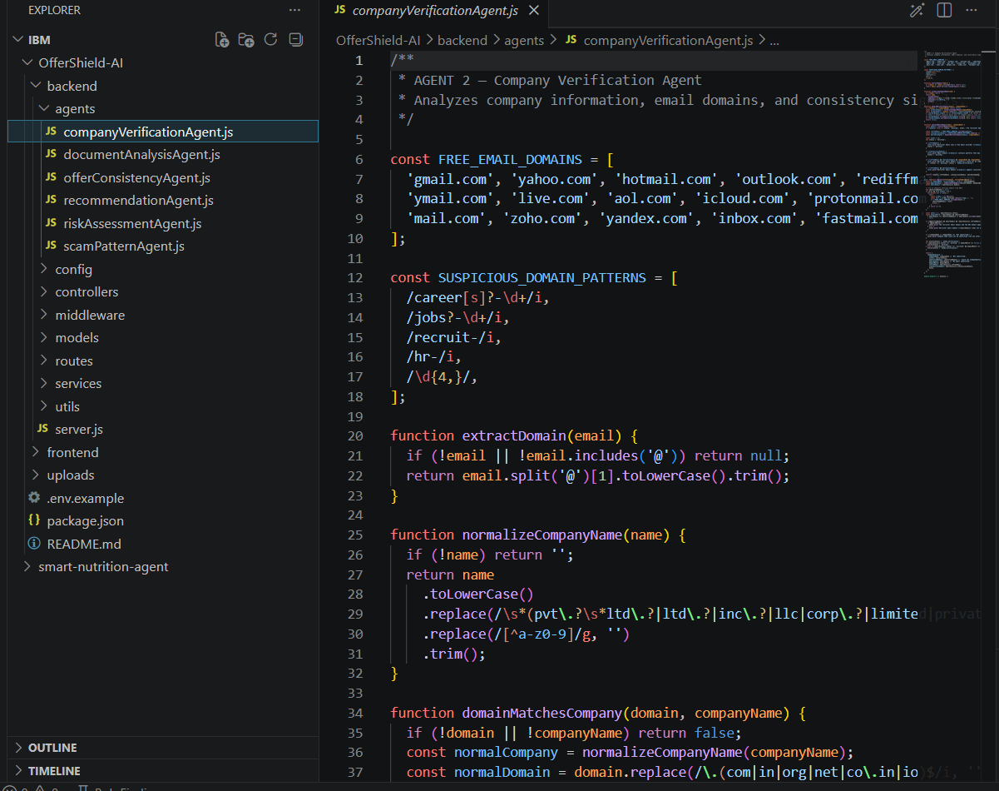 EXPLORER
IBM
OfferShield-AI
backend
agents
JS companyVerificationAgent.js
JS documentAnalysisAgent.js
JS offerConsistencyAgent.js
JS recommendationAgent.js
JS riskAssessmentAgent.js
JS scamPatternAgent.js
config
controllers
middleware
models
routes
services
utils
JS server.js
frontend
uploads
.env.example
{} package.json
README.md
smart-nutrition-agent
OUTLINE
TIMELINE
JS companyVerificationAgent.js
OfferShield-AI > backend > agents > JS companyVerificationAgent.js > ...
1 /**
2 * AGENT 2 — Company Verification Agent
3 * Analyzes company information, email domains, and consistency si
4 */
5
6 const FREE_EMAIL_DOMAINS = [
7 'gmail.com', 'yahoo.com', 'hotmail.com', 'outlook.com', 'rediffm
8 'ymail.com', 'live.com', 'aol.com', 'icloud.com', 'protonmail.com
9 'mail.com', 'zoho.com', 'yandex.com', 'inbox.com', 'fastmail.com
10 ];
11
12 const SUSPICIOUS_DOMAIN_PATTERNS = [
13 /career[s]?-\d+/i,
14 /jobs?-\d+/i,
15 /recruit-/i,
16 /hr-/i,
17 /\d{4,}/,
18 ];
19
20 function extractDomain(email) {
21 if (!email || !email.includes('@')) return null;
22 return email.split('@')[1].toLowerCase().trim();
23 }
24
25 function normalizeCompanyName(name) {
26 if (!name) return '';
27 return name
28 .toLowerCase()
29 .replace(/\s*(pvt\.?\s*ltd\.?|ltd\.?|inc\.?|llc|corp\.?|limited|privat
30 .replace(/[^a-z0-9]/g, '')
31 .trim();
32 }
33
34 function domainMatchesCompany(domain, companyName) {
35 if (!domain || !companyName) return false;
36 const normalCompany = normalizeCompanyName(companyName);
37 const normalDomain = domain.replace(/\.(com|in|org|net|co\.in|io)$/i, ''